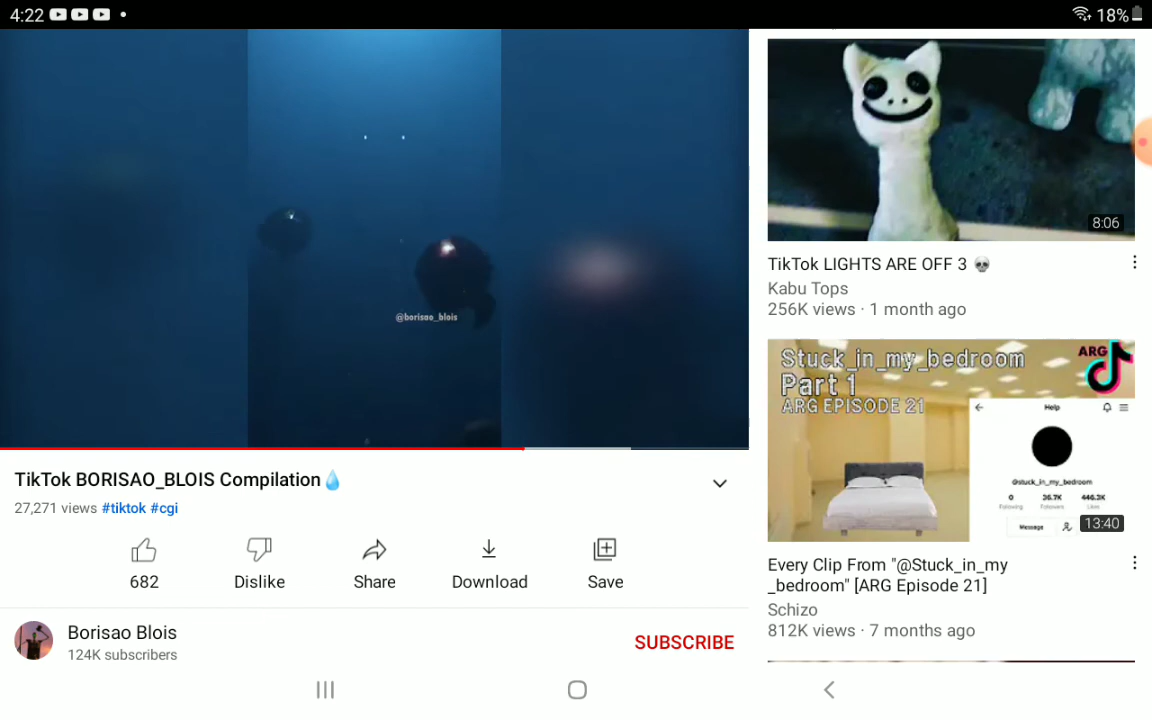 4:22
18%
@borisao_blois
TikTok BORISAO_BLOIS Compilation💧
27,271 views #tiktok #cgi
682
Dislike
Share
Download
Save
Borisao Blois
124K subscribers
SUBSCRIBE
8:06
TikTok LIGHTS ARE OFF 3 💀
Kabu Tops
256K views · 1 month ago
Stuck_in_my_bedroom
Part 1
ARG EPISODE 21
ARG
Help
@stuck_in_my_bedroom
0 36.7K 446.3K
Following Followers Likes
Message
13:40
Every Clip From "@Stuck_in_my
_bedroom" [ARG Episode 21]
Schizo
812K views · 7 months ago